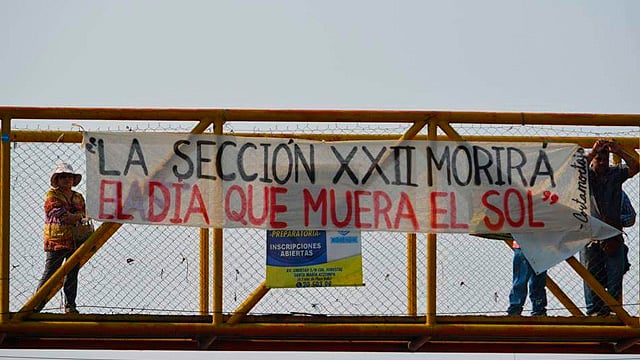 "LA SECCIÓN XXII MORIRÁ
EL DÍA QUE MUERA EL SOL"
PREPARATORIA
INSCRIPCIONES
ABIERTAS